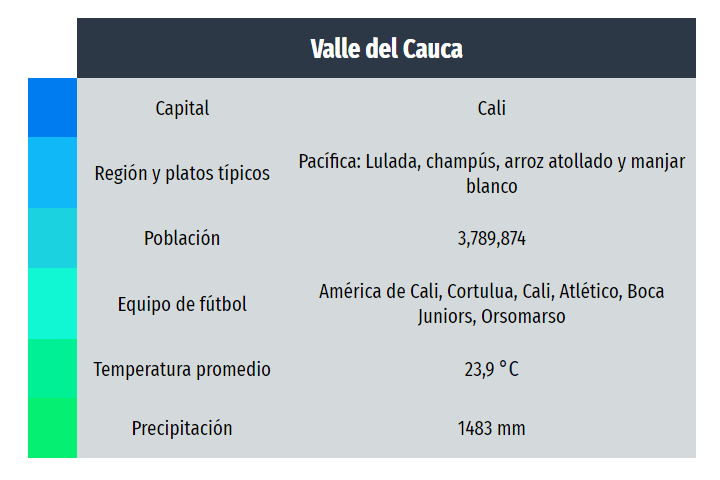 Valle del Cauca
Capital
Cali
Región y platos típicos
Pacífica: Lulada, champús, arroz atollado y manjar
blanco
Población
3,789,874
Equipo de fútbol
América de Cali, Cortulua, Cali, Atlético, Boca
Juniors, Orsomarso
Temperatura promedio
23,9 °C
Precipitación
1483 mm